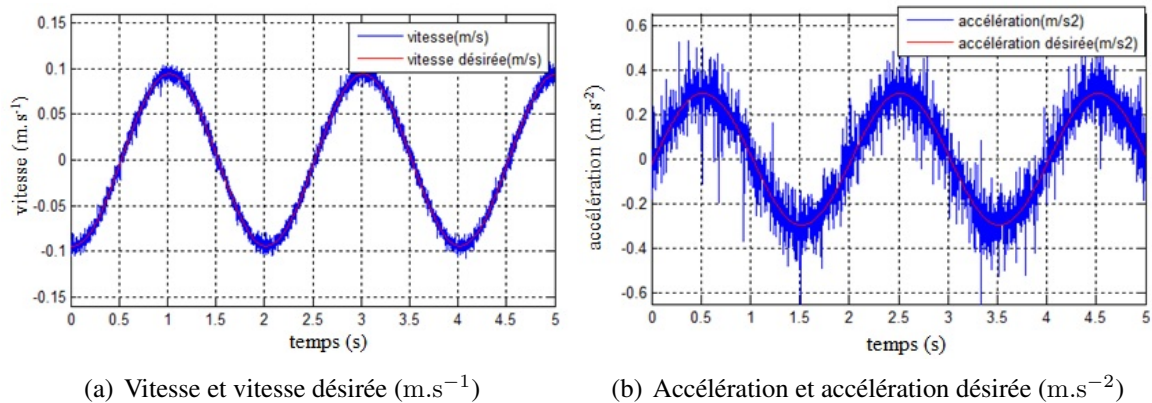 vitesse(m/s)
vitesse désirée(m/s)
0.15
0.1
0.05
0
-0.05
-0.1
-0.15
vitesse (m. s⁻¹)
0 0.5 1 1.5 2 2.5 3 3.5 4 4.5 5
temps (s)
(a) Vitesse et vitesse désirée (m.s⁻¹)
accélération(m/s2)
accélération désirée(m/s2)
0.6
0.4
0.2
0
-0.2
-0.4
-0.6
accélération (m. s⁻²)
0 0.5 1 1.5 2 2.5 3 3.5 4 4.5 5
temps (s)
(b) Accélération et accélération désirée (m.s⁻²)